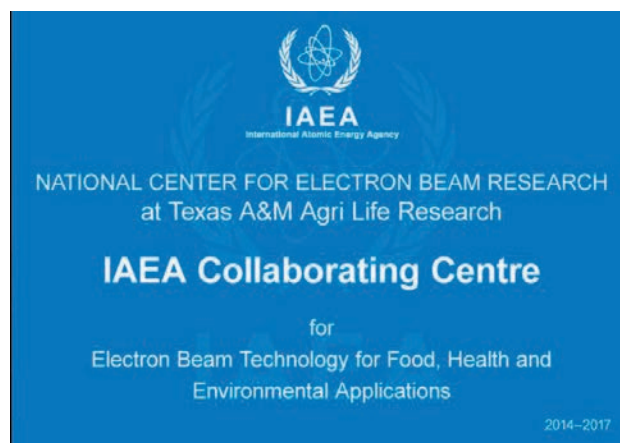 IAEA
International Atomic Energy Agency
NATIONAL CENTER FOR ELECTRON BEAM RESEARCH
at Texas A&M Agri Life Research
IAEA Collaborating Centre
for
Electron Beam Technology for Food, Health and
Environmental Applications
2014–2017